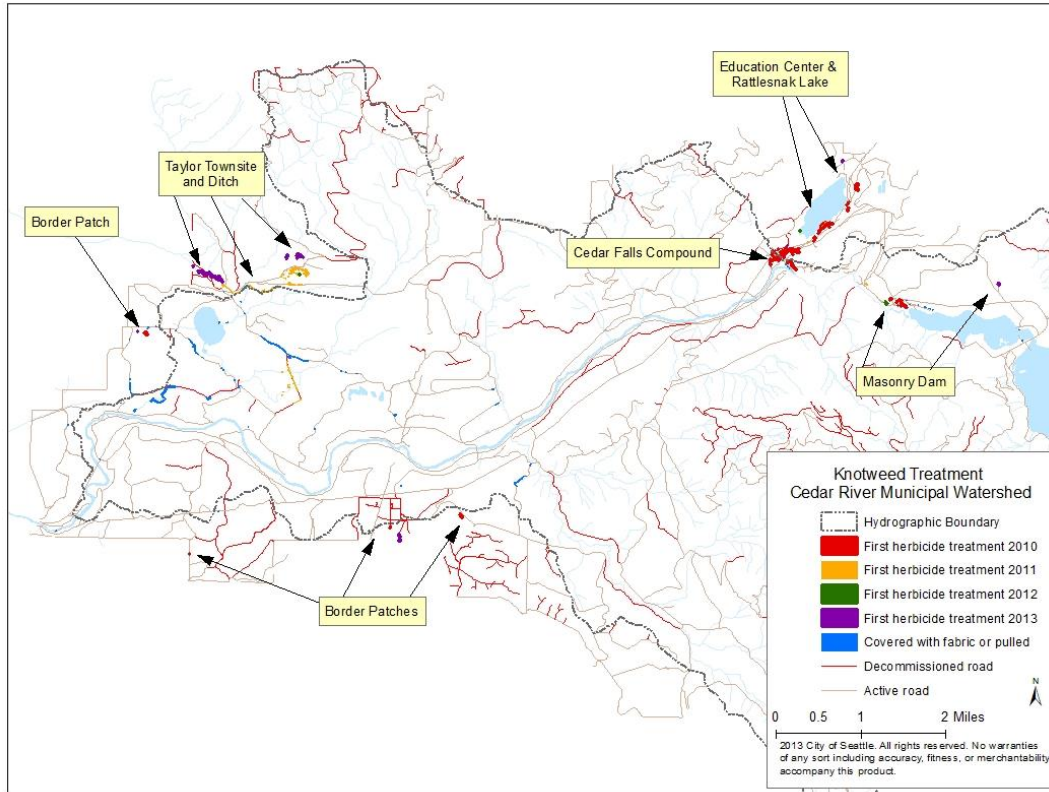 Education Center &
Rattlesnak Lake
Taylor Townsite
and Ditch
Border Patch
Cedar Falls Compound
Masonry Dam
Border Patches
Knotweed Treatment
Cedar River Municipal Watershed
Hydrographic Boundary
First herbicide treatment 2010
First herbicide treatment 2011
First herbicide treatment 2012
First herbicide treatment 2013
Covered with fabric or pulled
Decommissioned road
Active road
N
0 0.5 1 2 Miles
2013 City of Seattle. All rights reserved. No warranties
of any sort including accuracy, fitness, or merchantability
accompany this product.